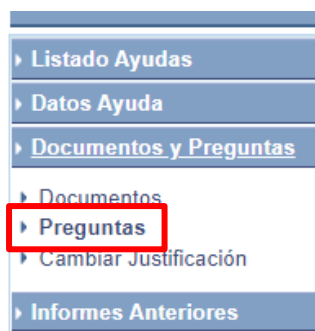 Listado Ayudas
Datos Ayuda
Documentos y Preguntas
Documentos
Preguntas
Cambiar Justificación
Informes Anteriores